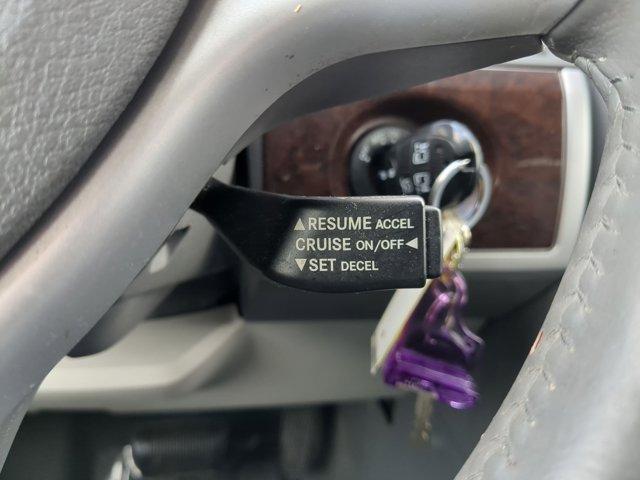 ▲RESUME ACCEL
CRUISE ON/OFF◄
▼SET DECEL